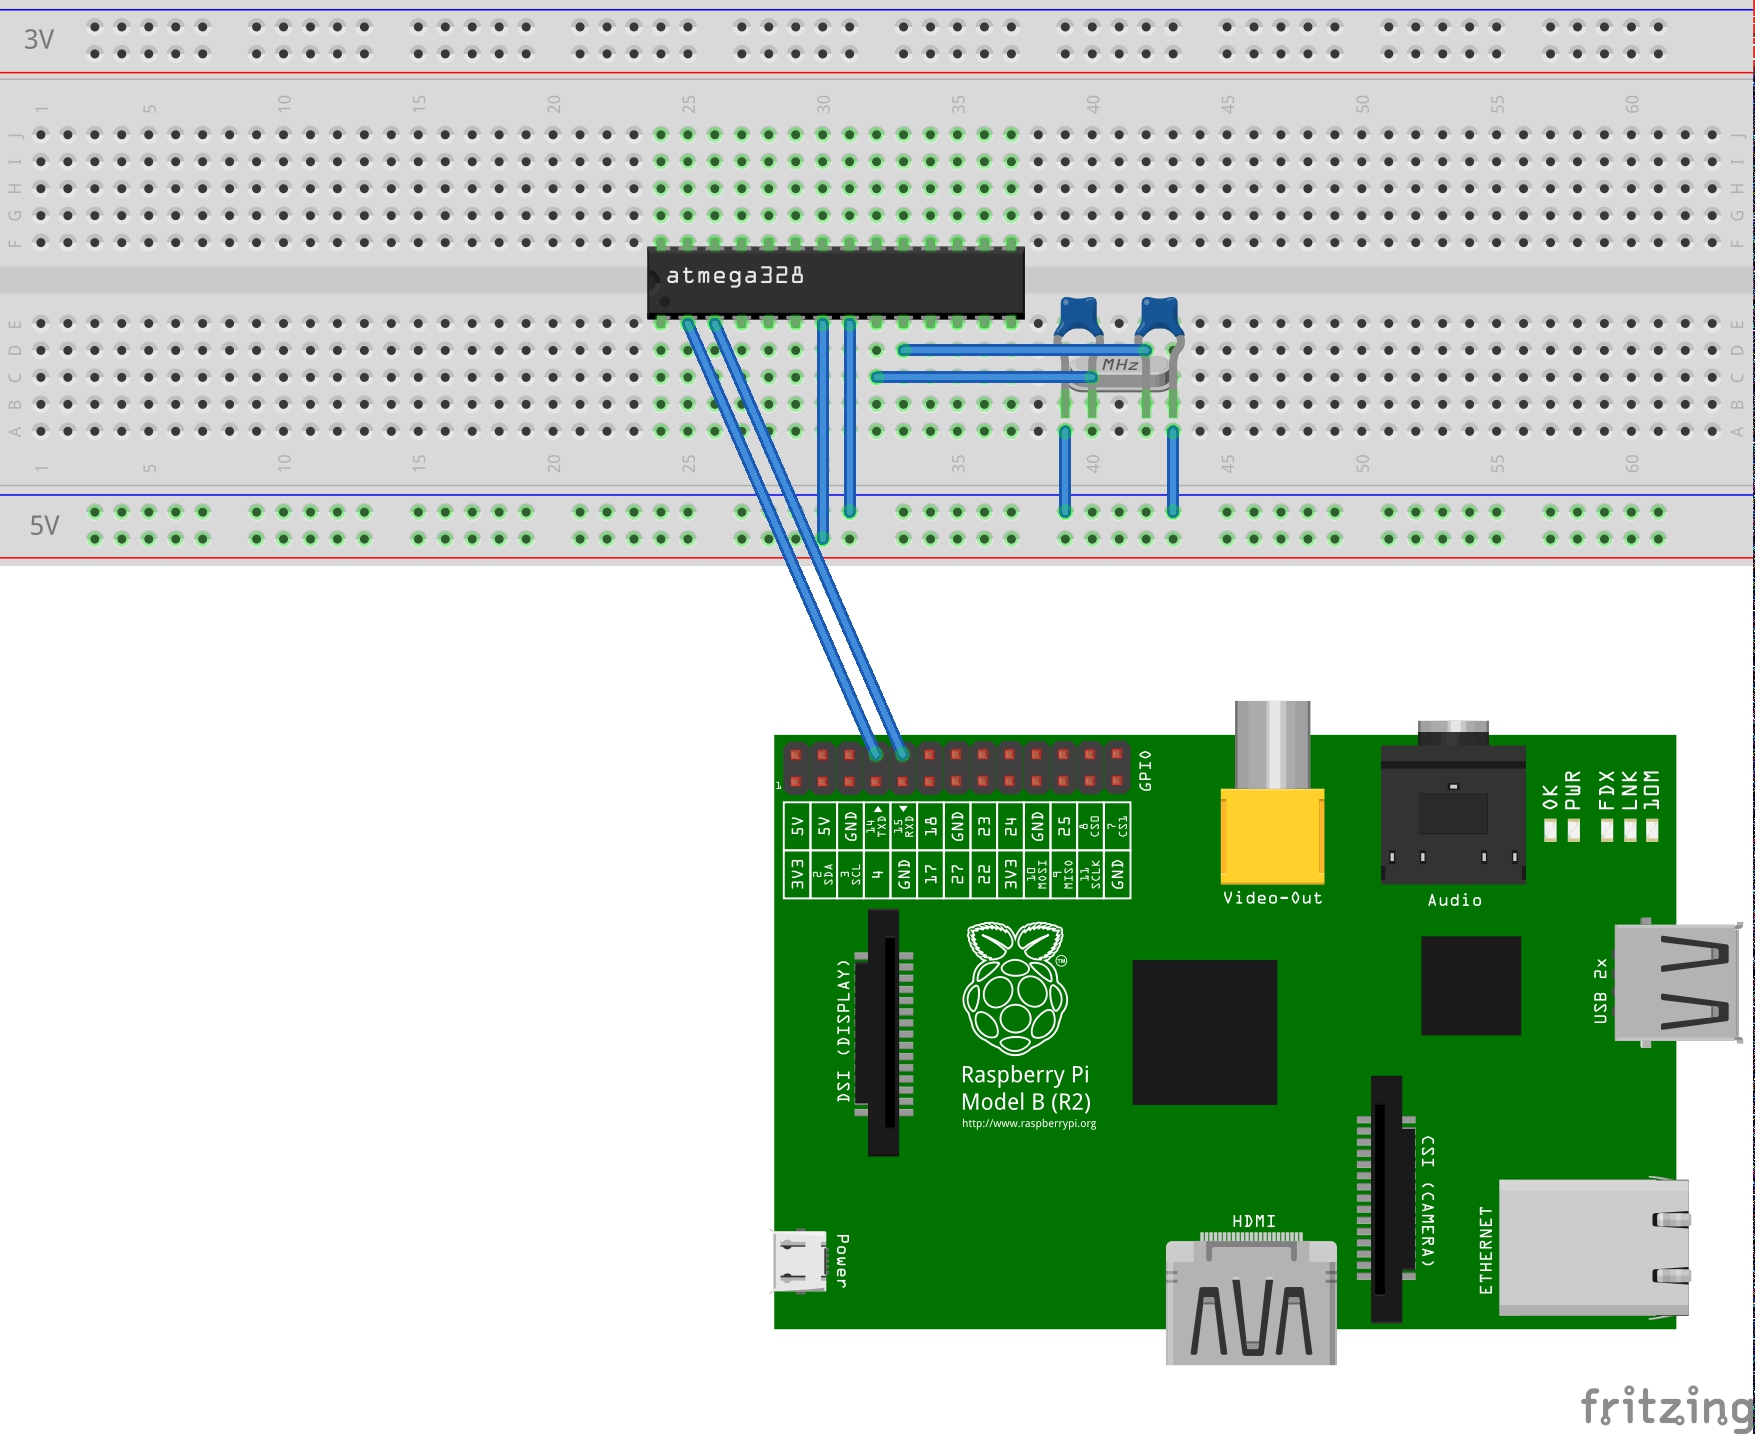 3V
1 5 10 15 20 25 30 35 40 45 50 55 60
J J
I I
H H
G G
F F
atmega328
E E
D D
MHz
C C
B B
A A
1 5 10 15 20 25 30 35 40 45 50 55 60
5V
1
GPIO
5V 5V GND 14 TXD 15 RXD 18 GND 23 24 GND 25 8 CS0 7 CS1
3V3 2 SDA 3 SCL 4 GND 17 27 22 3V3 10 MOSI 9 MISO 11 SCLK GND
OK PWR FDX LNK 10M
Video-Out
Audio
DSI (DISPLAY)
TM
USB 2x
Raspberry Pi
Model B (R2)
http://www.raspberrypi.org
CSI (CAMERA)
HDMI
ETHERNET
Power
fritzing